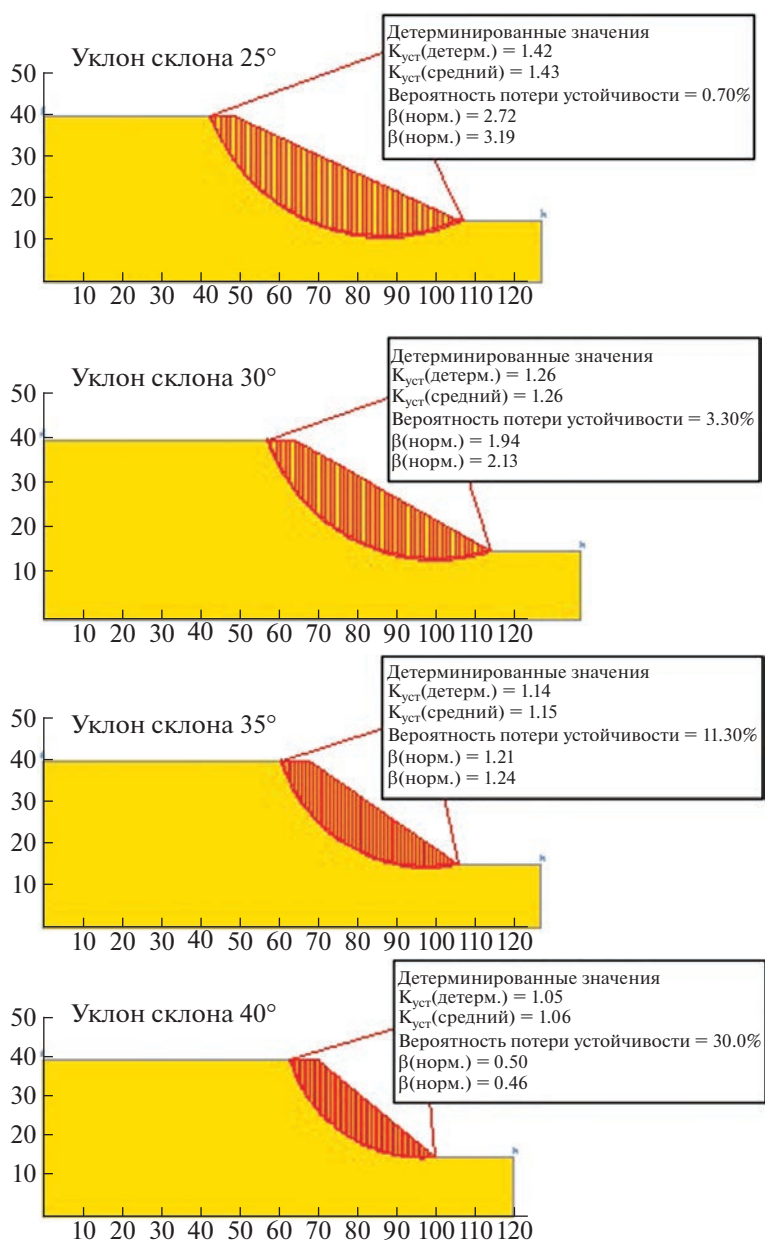 Уклон склона 25°
Детерминированные значения
Kуст(детерм.) = 1.42
Kуст(средний) = 1.43
Вероятность потери устойчивости = 0.70%
β(норм.) = 2.72
β(норм.) = 3.19
50
40
30
20
10
10 20 30 40 50 60 70 80 90 100 110 120
Уклон склона 30°
Детерминированные значения
Kуст(детерм.) = 1.26
Kуст(средний) = 1.26
Вероятность потери устойчивости = 3.30%
β(норм.) = 1.94
β(норм.) = 2.13
50
40
30
20
10
10 20 30 40 50 60 70 80 90 100 110 120
Уклон склона 35°
Детерминированные значения
Kуст(детерм.) = 1.14
Kуст(средний) = 1.15
Вероятность потери устойчивости = 11.30%
β(норм.) = 1.21
β(норм.) = 1.24
50
40
30
20
10
10 20 30 40 50 60 70 80 90 100 110 120
Уклон склона 40°
Детерминированные значения
Kуст(детерм.) = 1.05
Kуст(средний) = 1.06
Вероятность потери устойчивости = 30.0%
β(норм.) = 0.50
β(норм.) = 0.46
50
40
30
20
10
10 20 30 40 50 60 70 80 90 100 110 120